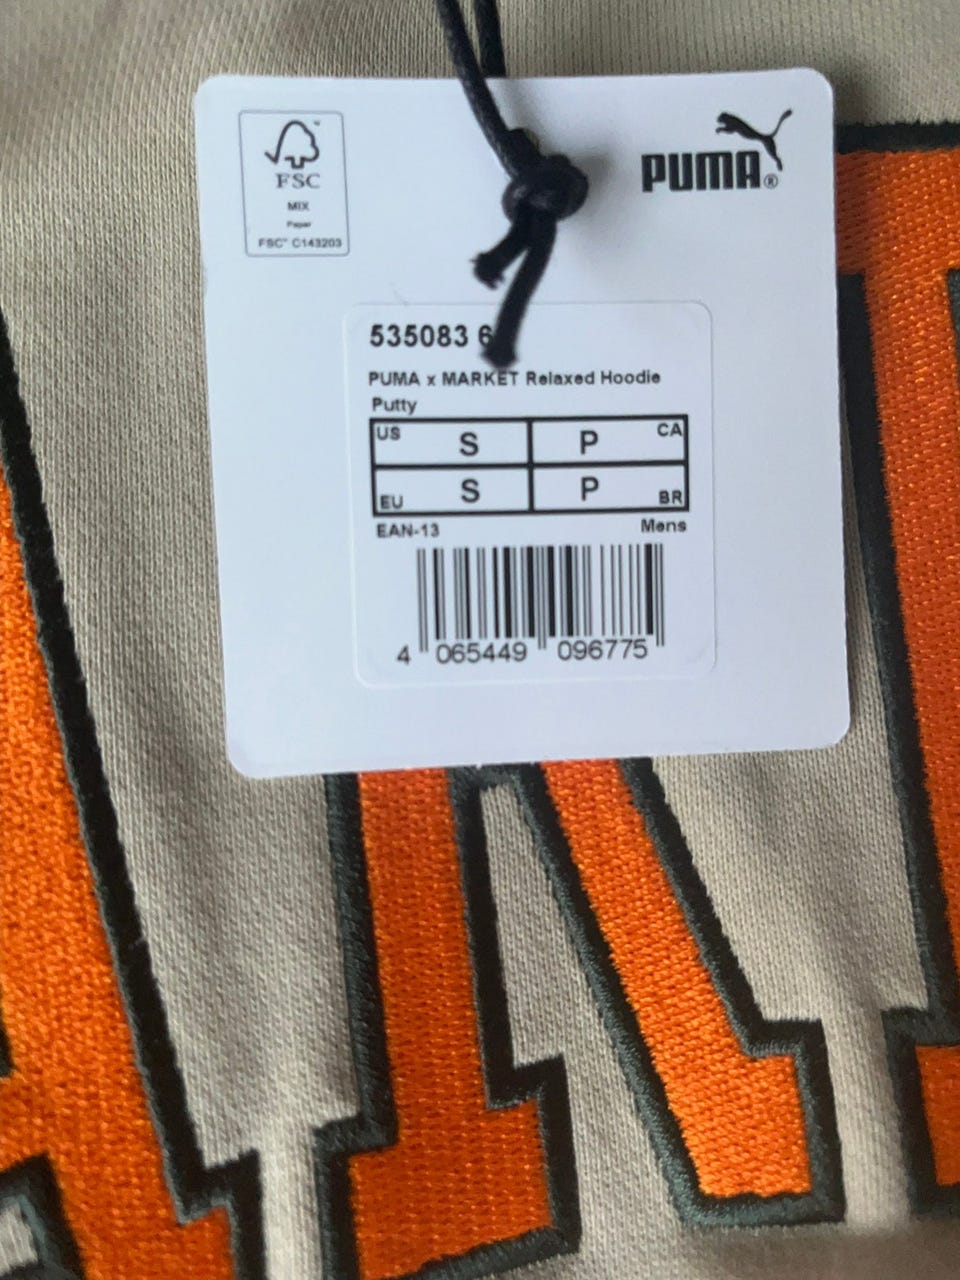 FSC
MIX
Paper
FSC™ C143203
PUMA®
535083
PUMA x MARKET Relaxed Hoodie
Putty
US S P CA
EU S P BR
EAN-13 Mens
4 065449 096775